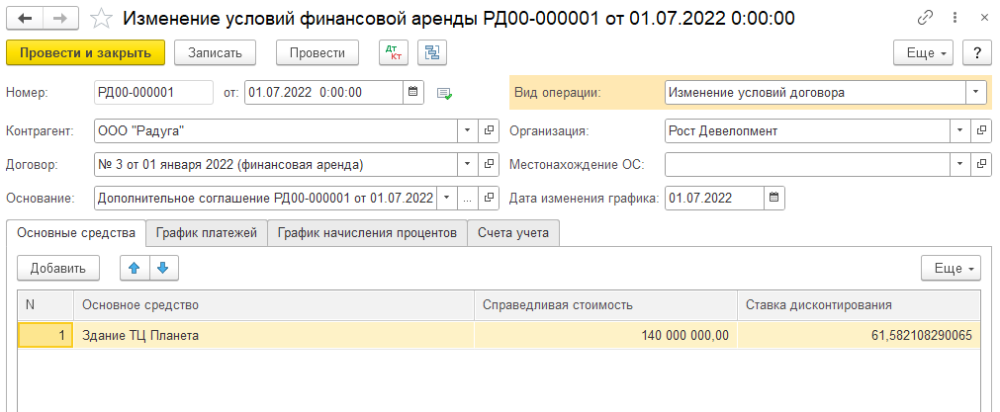 Изменение условий финансовой аренды РД00-000001 от 01.07.2022 0:00:00
Провести и закрыть Записать Провести Дт Кт Еще ?
Номер: РД00-000001 от: 01.07.2022 0:00:00 Вид операции: Изменение условий договора
Контрагент: ООО "Радуга" Организация: Рост Девелопмент
Договор: № 3 от 01 января 2022 (финансовая аренда) Местонахождение ОС:
Основание: Дополнительное соглашение РД00-000001 от 01.07.2022 ... Дата изменения графика: 01.07.2022
Основные средства График платежей График начисления процентов Счета учета
Добавить Еще
N Основное средство Справедливая стоимость Ставка дисконтирования
1 Здание ТЦ Планета 140 000 000,00 61,582108290065